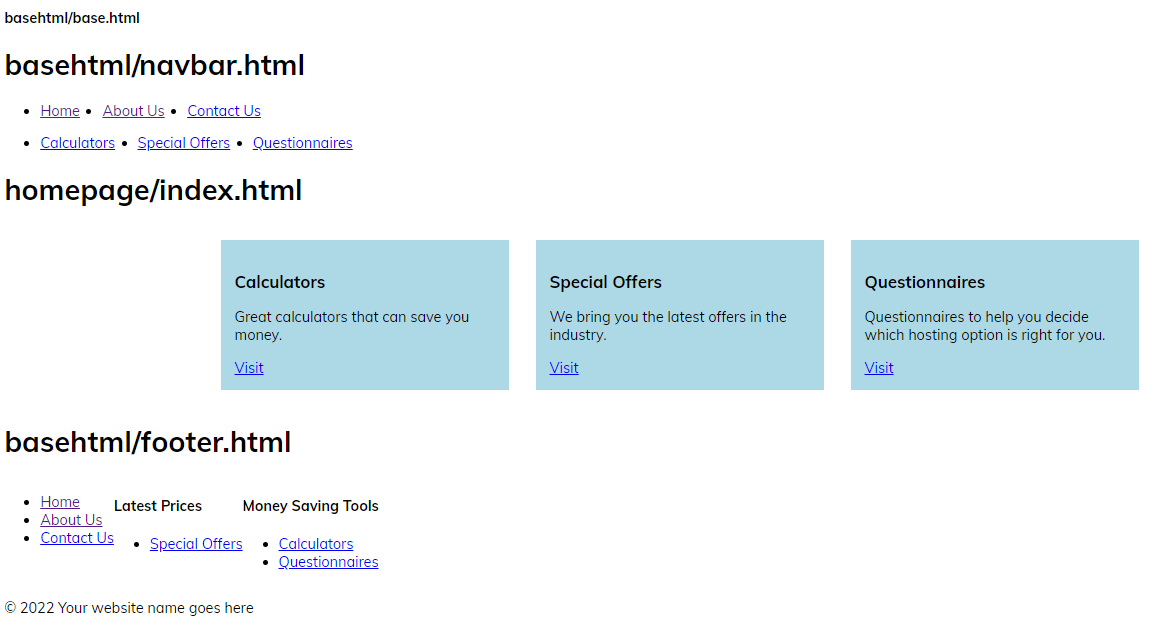 basehtml/base.html
basehtml/navbar.html
Home About Us Contact Us
Calculators Special Offers Questionnaires
homepage/index.html
Calculators
Great calculators that can save you
money.
Visit
Special Offers
We bring you the latest offers in the
industry.
Visit
Questionnaires
Questionnaires to help you decide
which hosting option is right for you.
Visit
basehtml/footer.html
Home
About Us
Contact Us
Latest Prices
Special Offers
Money Saving Tools
Calculators
Questionnaires
© 2022 Your website name goes here